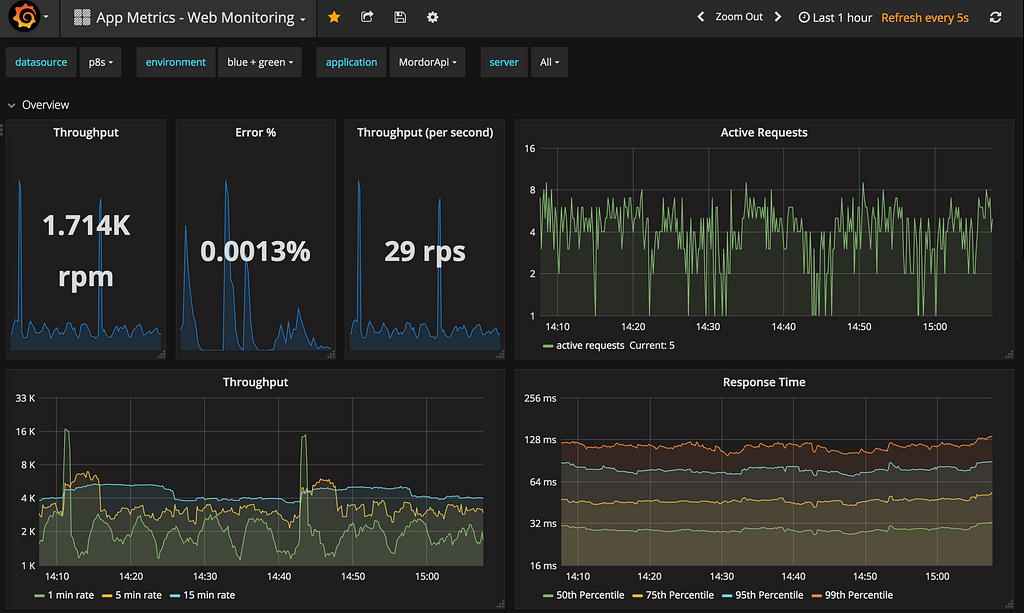 App Metrics - Web Monitoring
Zoom Out
Last 1 hour
Refresh every 5s
datasource
p8s
environment
blue + green
application
MordorApi
server
All
Overview
Throughput
1.714K
rpm
Error %
0.0013%
Throughput (per second)
29 rps
Active Requests
16
8
4
2
1
14:10 14:20 14:30 14:40 14:50 15:00
active requests Current: 5
Throughput
33 K
16 K
8 K
4 K
2 K
1 K
14:10 14:20 14:30 14:40 14:50 15:00
1 min rate 5 min rate 15 min rate
Response Time
256 ms
128 ms
64 ms
32 ms
16 ms
14:10 14:20 14:30 14:40 14:50 15:00
50th Percentile 75th Percentile 95th Percentile 99th Percentile